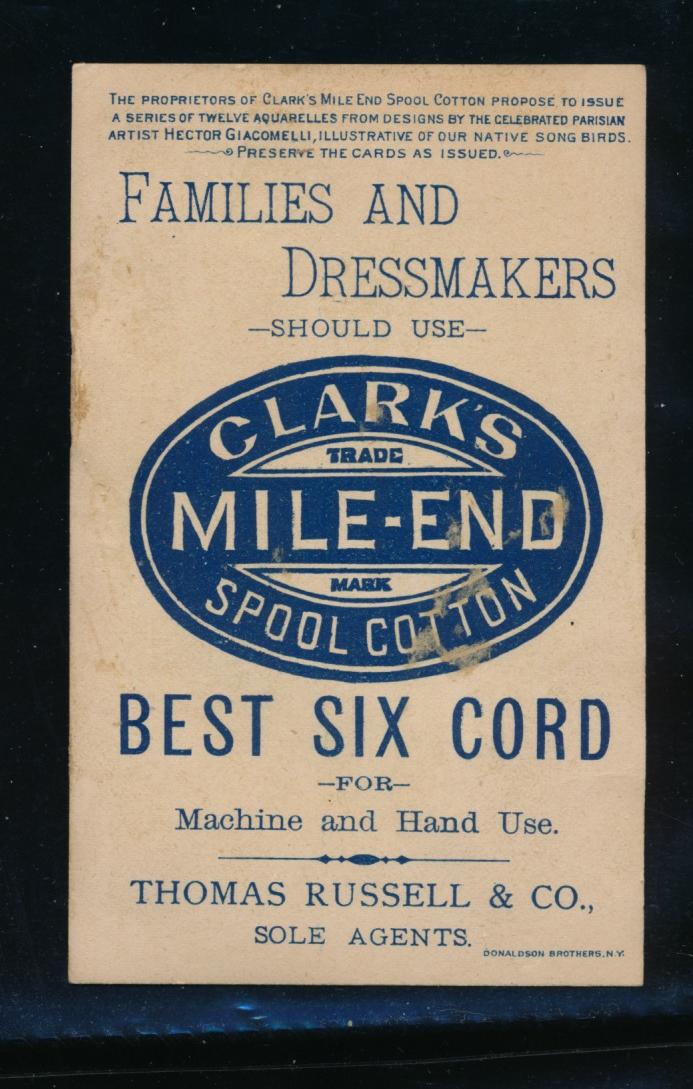 THE PROPRIETORS OF CLARK'S MILE END SPOOL COTTON PROPOSE TO ISSUE
A SERIES OF TWELVE AQUARELLES FROM DESIGNS BY THE CELEBRATED PARISIAN
ARTIST HECTOR GIACOMELLI, ILLUSTRATIVE OF OUR NATIVE SONG BIRDS.
PRESERVE THE CARDS AS ISSUED.
FAMILIES AND
DRESSMAKERS
—SHOULD USE—
CLARK'S
TRADE
MILE-END
MARK
SPOOL COTTON
BEST SIX CORD
—FOR—
Machine and Hand Use.
THOMAS RUSSELL & CO.,
SOLE AGENTS.
DONALDSON BROTHERS, N.Y.